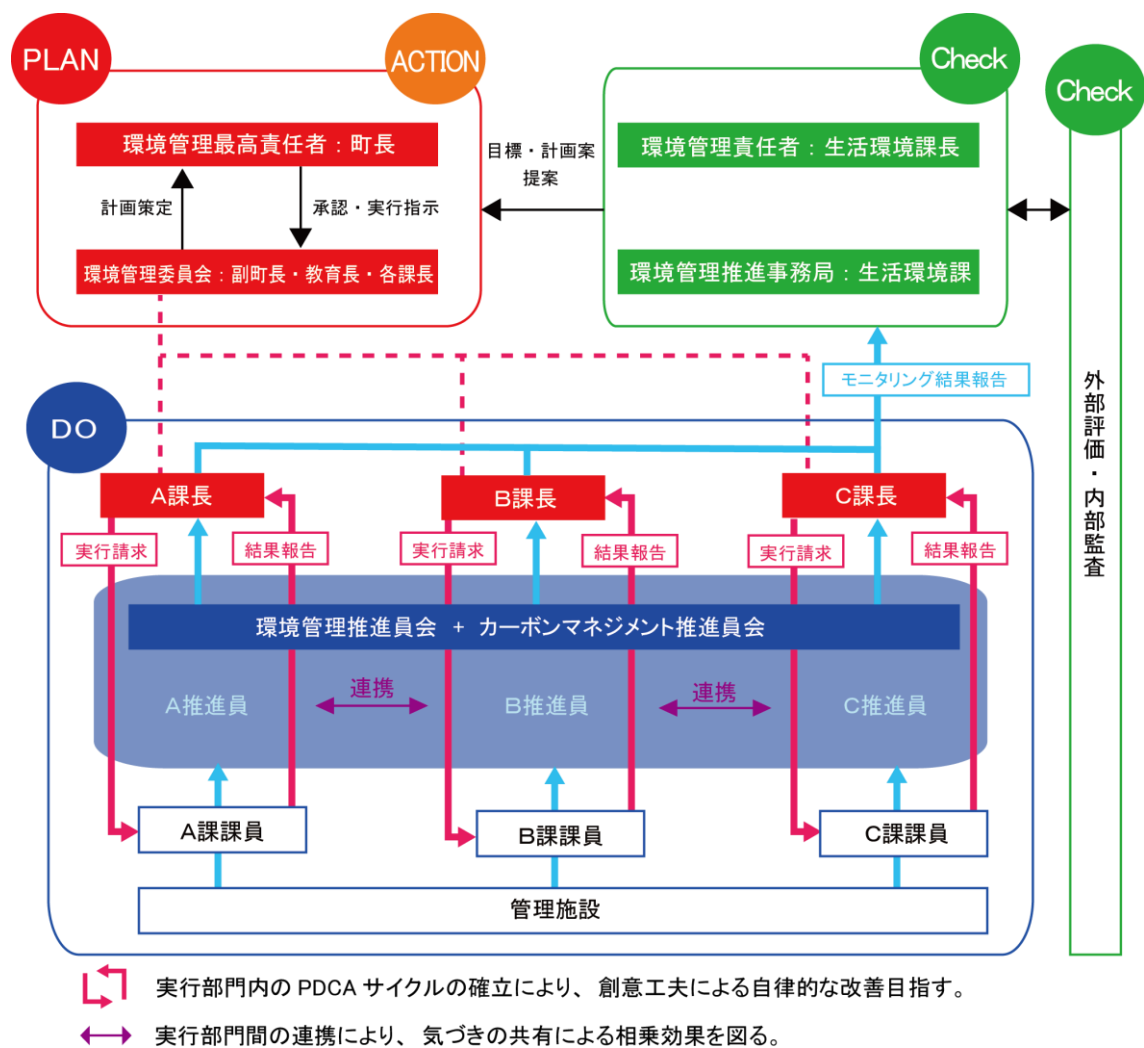 PLAN
ACTION
Check
Check
環境管理最高責任者：町長
計画策定
承認・実行指示
環境管理委員会：副町長・教育長・各課長
目標・計画案
提案
環境管理責任者：生活環境課長
環境管理推進事務局：生活環境課
モニタリング結果報告
外部評価・内部監査
DO
A課長
B課長
C課長
実行請求
結果報告
実行請求
結果報告
実行請求
結果報告
環境管理推進員会 + カーボンマネジメント推進員会
A推進員
連携
B推進員
連携
C推進員
A課課員
B課課員
C課課員
管理施設
実行部門内の PDCA サイクルの確立により、創意工夫による自律的な改善目指す。
実行部門間の連携により、気づきの共有による相乗効果を図る。